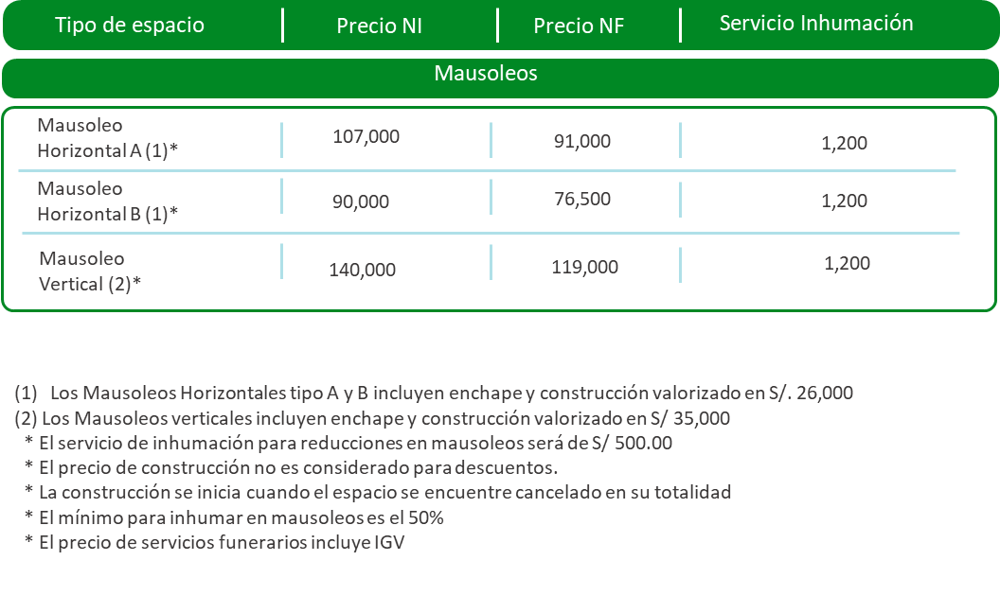 Tipo de espacio Precio NI Precio NF Servicio Inhumación
Mausoleos
Mausoleo
Horizontal A (1)* 107,000 91,000 1,200
Mausoleo
Horizontal B (1)* 90,000 76,500 1,200
Mausoleo
Vertical (2)* 140,000 119,000 1,200
(1) Los Mausoleos Horizontales tipo A y B incluyen enchape y construcción valorizado en S/. 26,000
(2) Los Mausoleos verticales incluyen enchape y construcción valorizado en S/ 35,000
* El servicio de inhumación para reducciones en mausoleos será de S/ 500.00
* El precio de construcción no es considerado para descuentos.
* La construcción se inicia cuando el espacio se encuentre cancelado en su totalidad
* El mínimo para inhumar en mausoleos es el 50%
* El precio de servicios funerarios incluye IGV